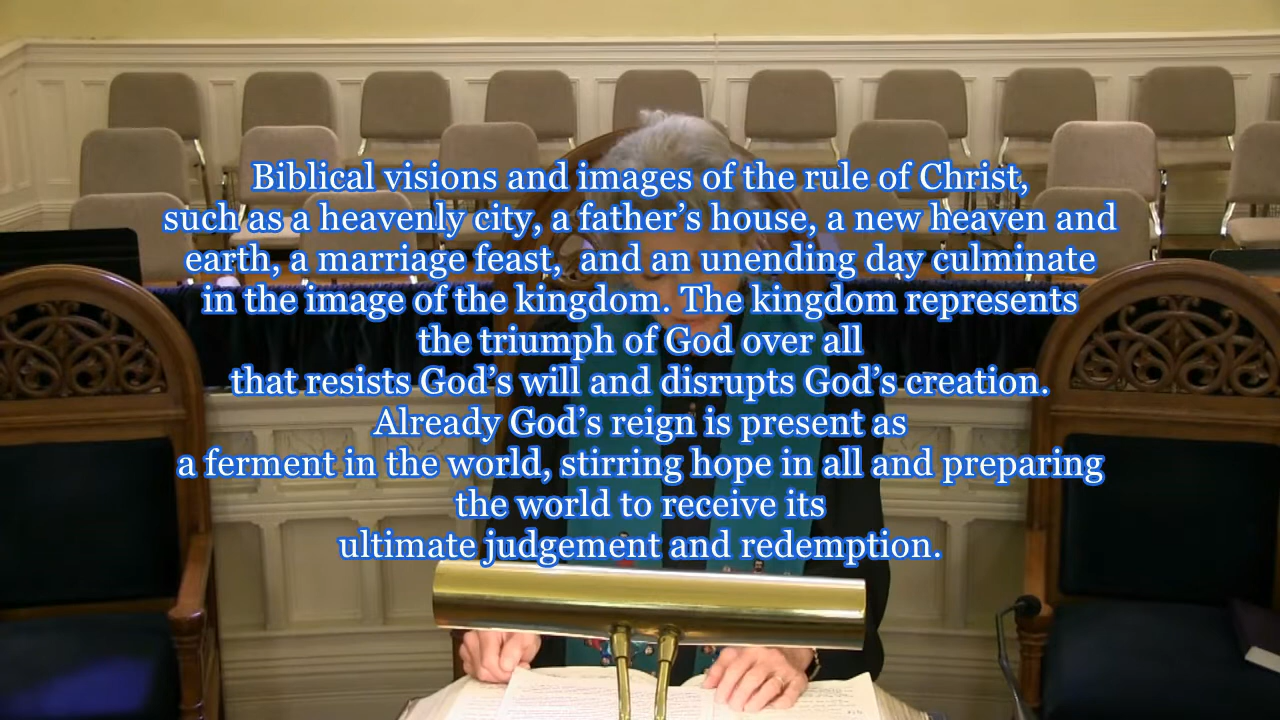 Biblical visions and images of the rule of Christ,
such as a heavenly city, a father’s house, a new heaven and
earth, a marriage feast,  and an unending day culminate
in the image of the kingdom. The kingdom represents
the triumph of God over all
that resists God’s will and disrupts God’s creation.
Already God’s reign is present as
a ferment in the world, stirring hope in all and preparing
the world to receive its
ultimate judgement and redemption.